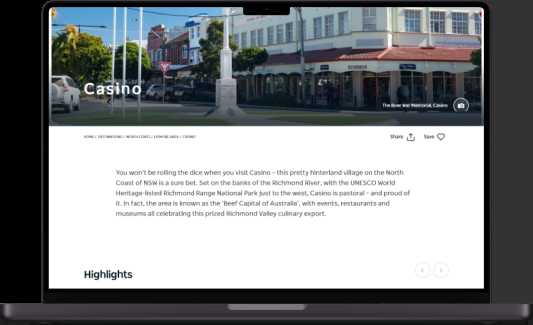 Casino
The Boer War Memorial, Casino
HOME / DESTINATIONS / NORTH COAST / LISMORE AREA / CASINO
Share
Save
You won't be rolling the dice when you visit Casino – this pretty hinterland village on the North
Coast of NSW is a sure bet. Set on the banks of the Richmond River, with the UNESCO World
Heritage-listed Richmond Range National Park just to the west, Casino is pastoral – and proud of
it. In fact, the area is known as the 'Beef Capital of Australia', with events, restaurants and
museums all celebrating this prized Richmond Valley culinary export.
Highlights